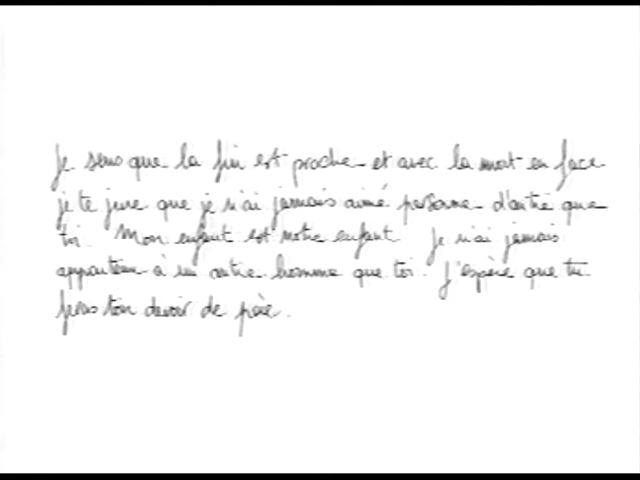 Je sens que la fin est proche et avec la mort en face
je te jure que je n'ai jamais aimé personne d'autre que
toi. Mon enfant est notre enfant. Je n'ai jamais
appartenu à un autre homme que toi. J'espère que tu
feras ton devoir de père.